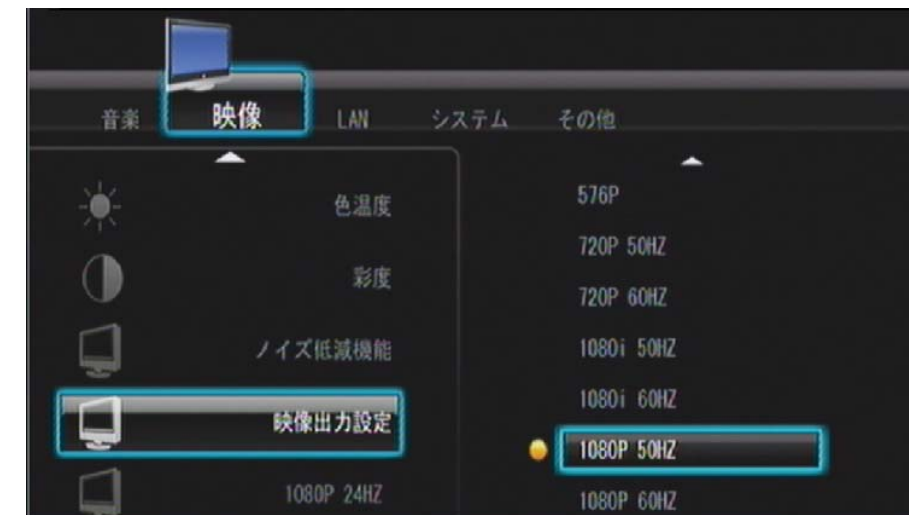 音楽 映像 LAN システム その他
色温度
彩度
ノイズ低減機能
映像出力設定
1080P 24HZ
576P
720P 50HZ
720P 60HZ
1080i 50HZ
1080i 60HZ
1080P 50HZ
1080P 60HZ